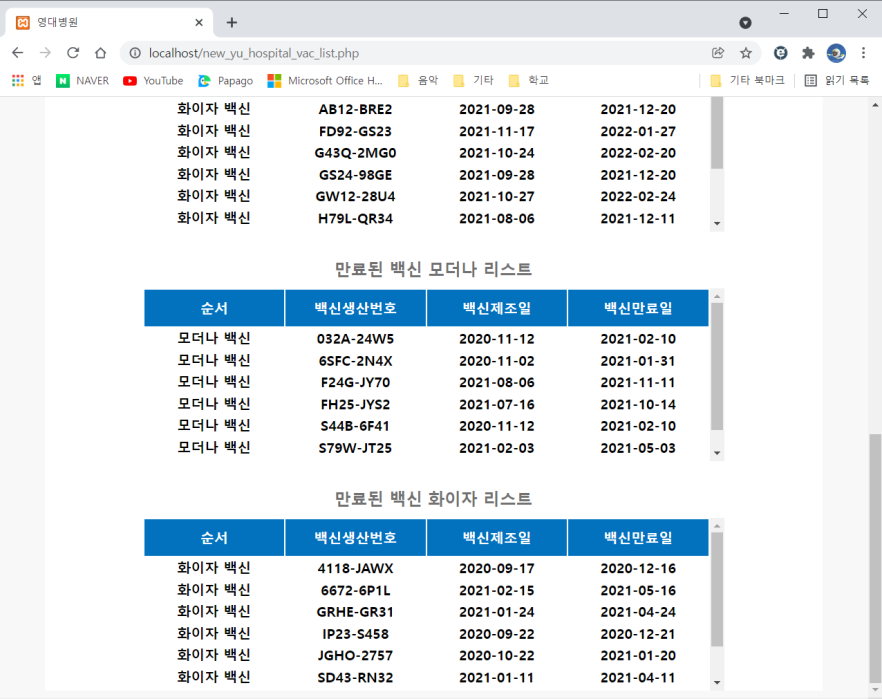 영대병원
localhost/new_yu_hospital_vac_list.php
앱 NAVER YouTube Papago Microsoft Office H... 음악 기타 학교 기타 북마크 읽기 목록
화이자 백신 AB12-BRE2 2021-09-28 2021-12-20
화이자 백신 FD92-GS23 2021-11-17 2022-01-27
화이자 백신 G43Q-2MG0 2021-10-24 2022-02-20
화이자 백신 GS24-98GE 2021-09-28 2021-12-20
화이자 백신 GW12-28U4 2021-10-27 2022-02-24
화이자 백신 H79L-QR34 2021-08-06 2021-12-11
만료된 백신 모더나 리스트
순서 백신생산번호 백신제조일 백신만료일
모더나 백신 032A-24W5 2020-11-12 2021-02-10
모더나 백신 6SFC-2N4X 2020-11-02 2021-01-31
모더나 백신 F24G-JY70 2021-08-06 2021-11-11
모더나 백신 FH25-JYS2 2021-07-16 2021-10-14
모더나 백신 S44B-6F41 2020-11-12 2021-02-10
모더나 백신 S79W-JT25 2021-02-03 2021-05-03
만료된 백신 화이자 리스트
순서 백신생산번호 백신제조일 백신만료일
화이자 백신 4118-JAWX 2020-09-17 2020-12-16
화이자 백신 6672-6P1L 2021-02-15 2021-05-16
화이자 백신 GRHE-GR31 2021-01-24 2021-04-24
화이자 백신 IP23-S458 2020-09-22 2020-12-21
화이자 백신 JGHO-2757 2020-10-22 2021-01-20
화이자 백신 SD43-RN32 2021-01-11 2021-04-11